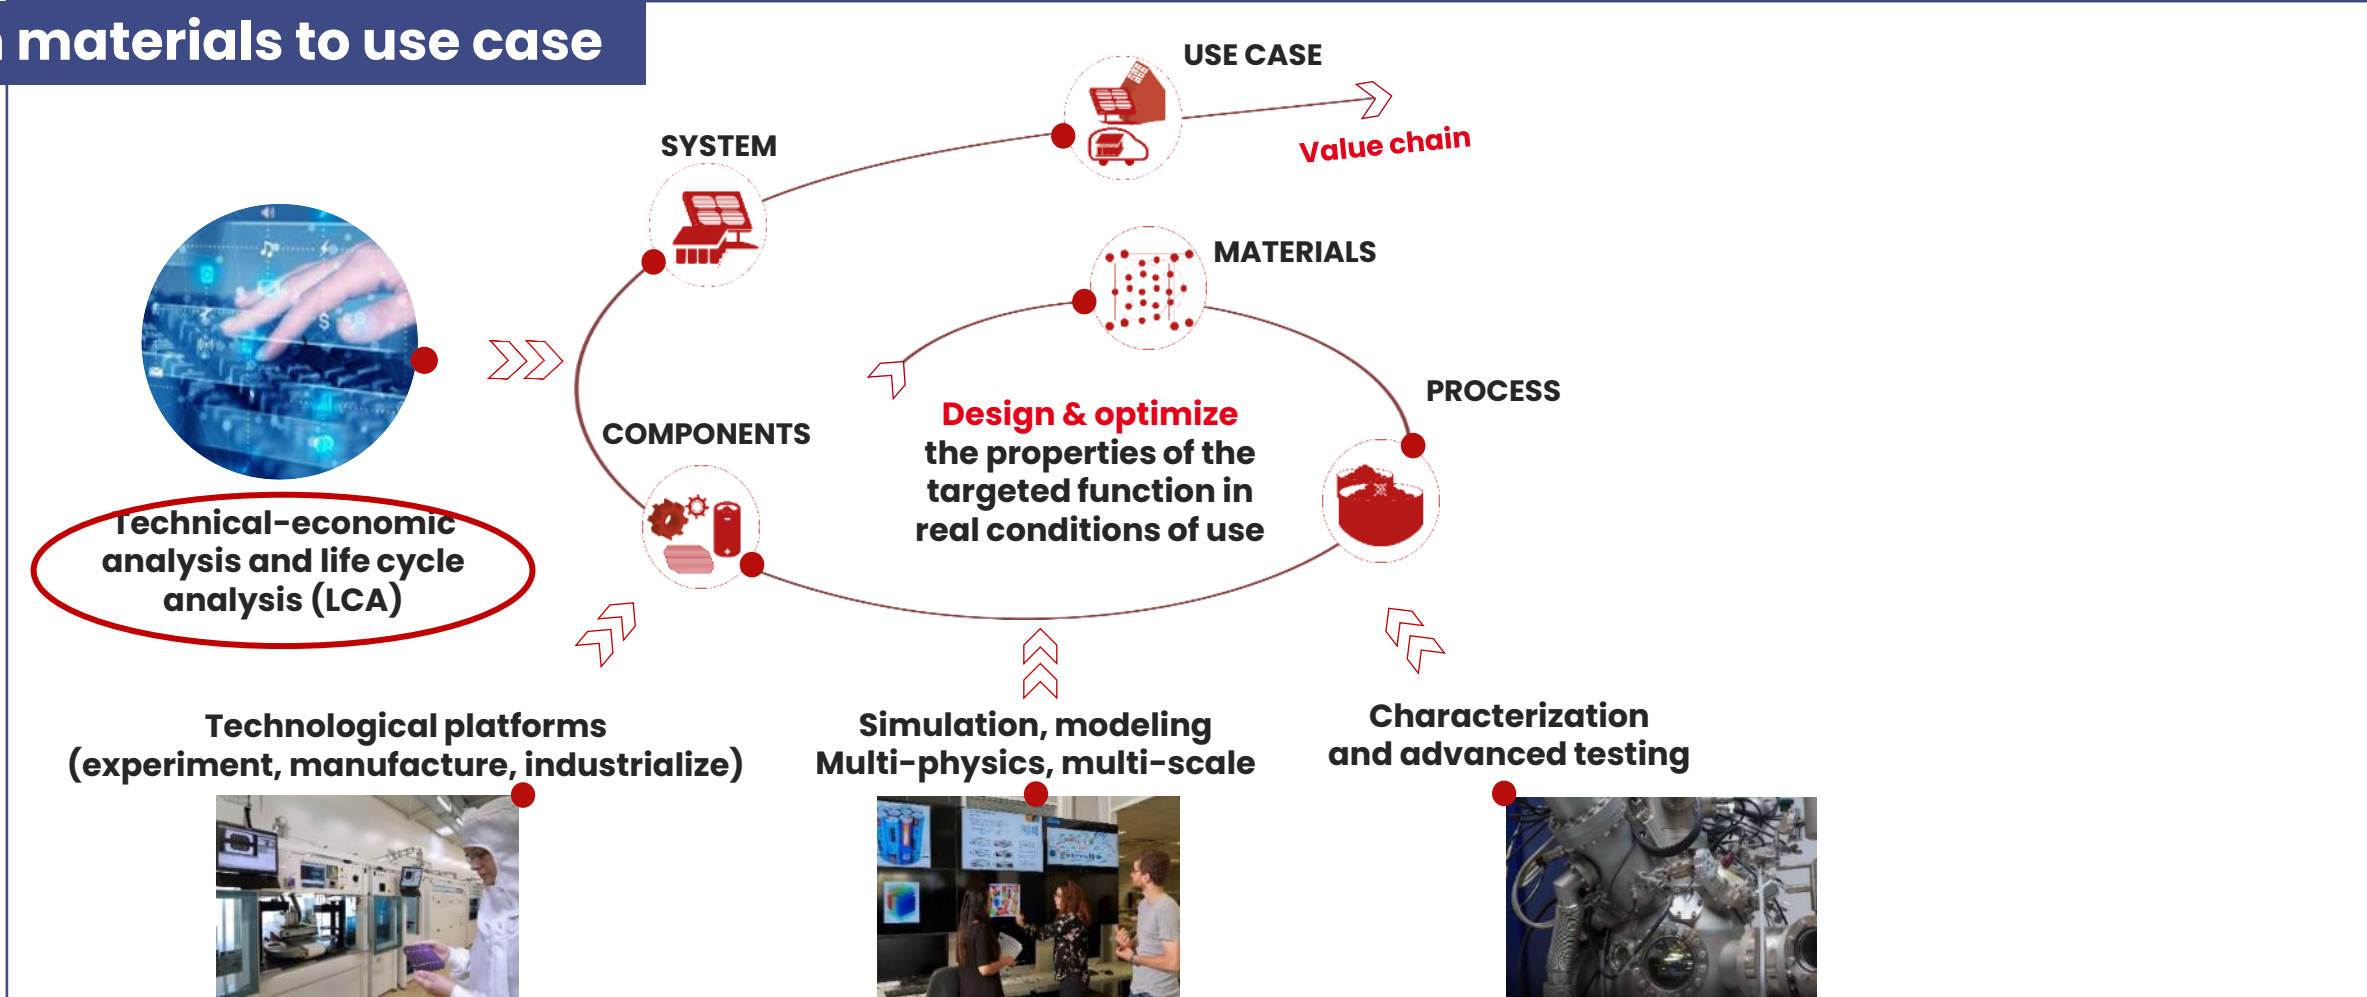 materials to use case
USE CASE
Value chain
SYSTEM
MATERIALS
PROCESS
COMPONENTS
Design & optimize
the properties of the
targeted function in
real conditions of use
Technical-economic
analysis and life cycle
analysis (LCA)
Technological platforms
(experiment, manufacture, industrialize)
Simulation, modeling
Multi-physics, multi-scale
Characterization
and advanced testing